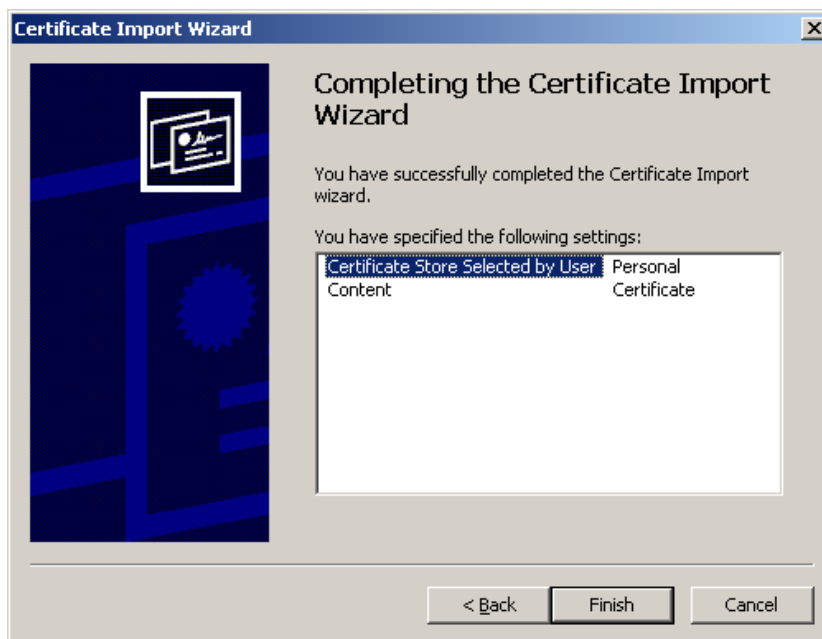 Certificate Import Wizard
Completing the Certificate Import
Wizard
You have successfully completed the Certificate Import
wizard.
You have specified the following settings:
Certificate Store Selected by User Personal
Content Certificate
< Back Finish Cancel